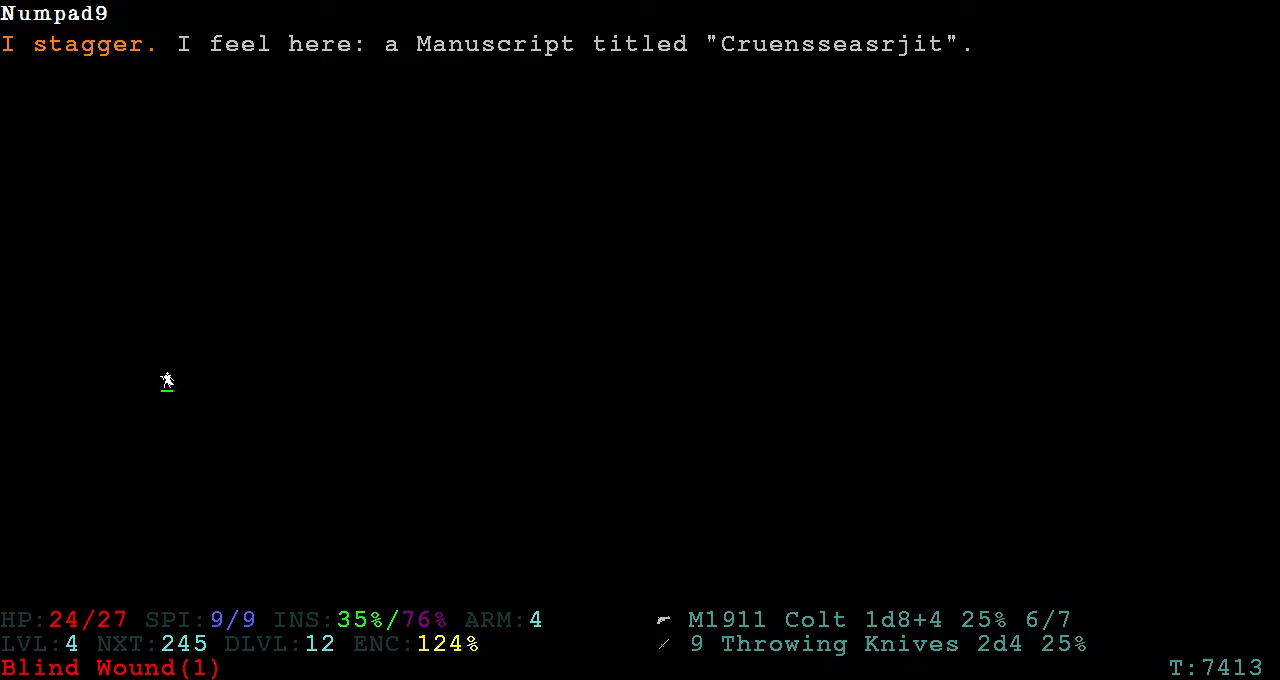 Numpad9
I stagger. I feel here: a Manuscript titled "Cruensseasrjit".
HP:24/27 SPI:9/9 INS:35%/76% ARM:4 M1911 Colt 1d8+4 25% 6/7
LVL:4 NXT:245 DLVL:12 ENC:124% 9 Throwing Knives 2d4 25%
Blind Wound(1) T:7413